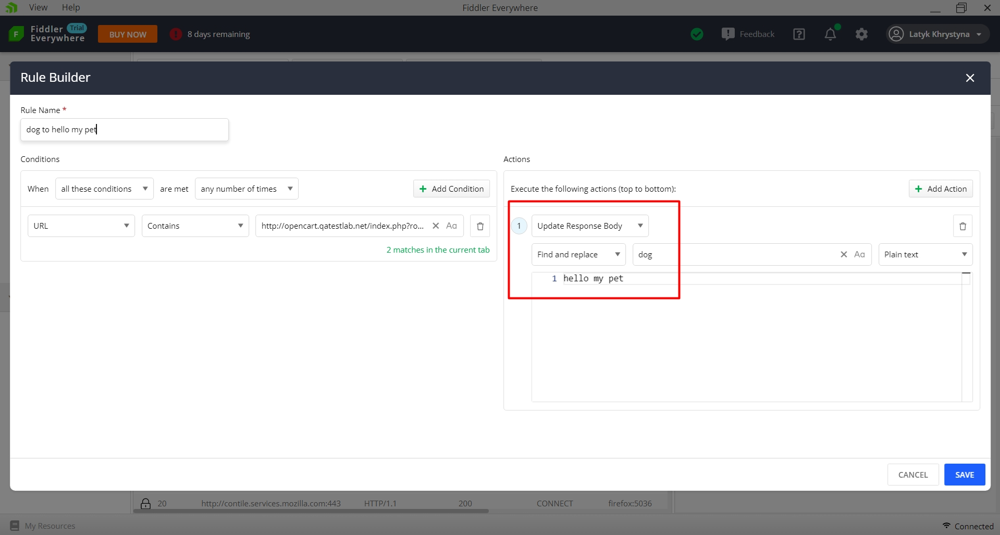 View Help Fiddler Everywhere
Fiddler Everywhere Trial BUY NOW 8 days remaining Feedback Latyk Khrystyna
Rule Builder
Rule Name *
dog to hello my pet
Conditions
When all these conditions are met any number of times + Add Condition
URL Contains http://opencart.qatestlab.net/index.php?ro... Aa
2 matches in the current tab
Actions
Execute the following actions (top to bottom): + Add Action
1 Update Response Body
Find and replace dog Aa Plain text
1 hello my pet
CANCEL SAVE
20 http://contile.services.mozilla.com:443 HTTP/1.1 200 CONNECT firefox:5036
My Resources Connected